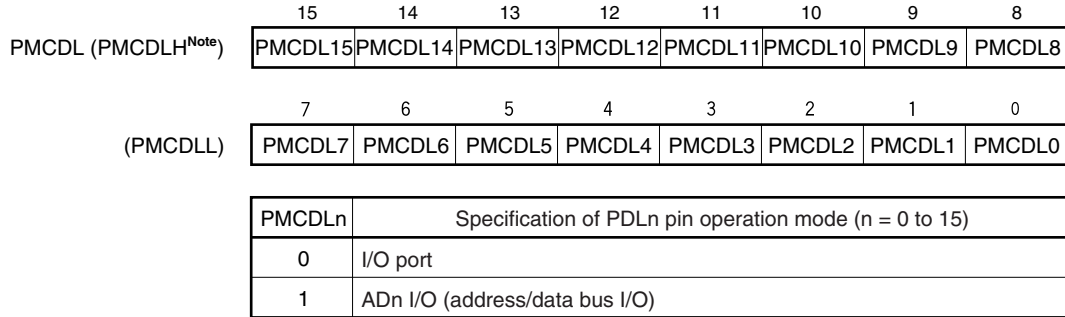 15 14 13 12 11 10 9 8
PMCDL (PMCDLH^Note) PMCDL15 PMCDL14 PMCDL13 PMCDL12 PMCDL11 PMCDL10 PMCDL9 PMCDL8
7 6 5 4 3 2 1 0
(PMCDLL) PMCDL7 PMCDL6 PMCDL5 PMCDL4 PMCDL3 PMCDL2 PMCDL1 PMCDL0
PMCDLn Specification of PDLn pin operation mode (n = 0 to 15)
0 I/O port
1 ADn I/O (address/data bus I/O)